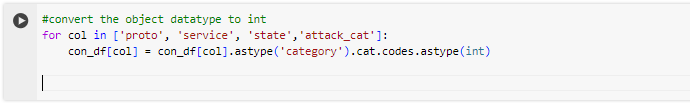 #convert the object datatype to int
for col in ['proto', 'service', 'state','attack_cat']:
    con_df[col] = con_df[col].astype('category').cat.codes.astype(int)